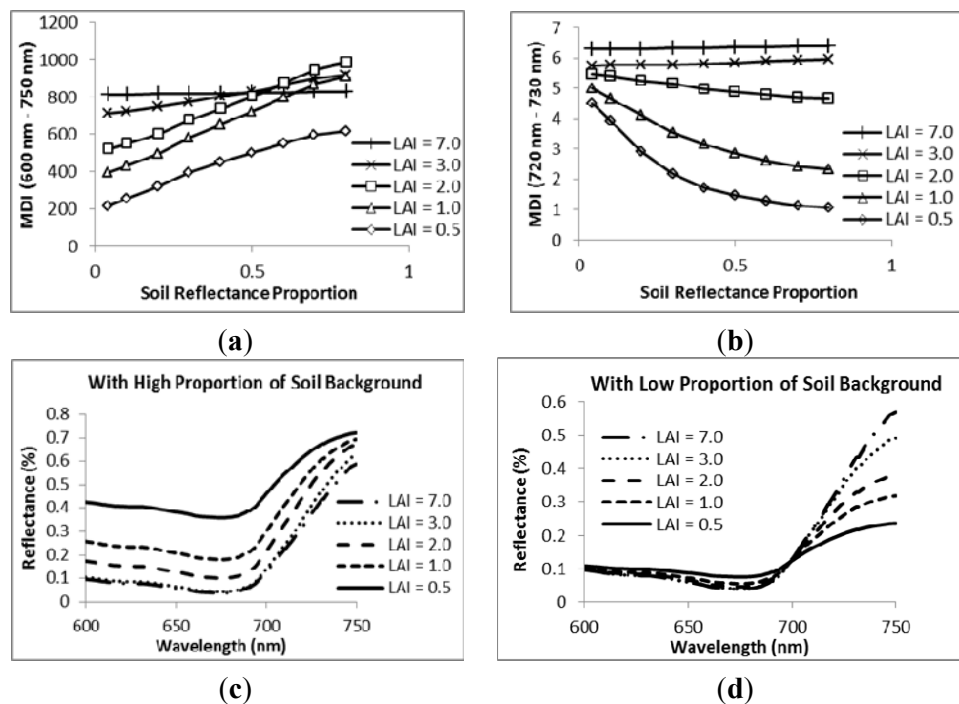 MDI (600 nm - 750 nm)
1200
1000
800
600
400
200
0
0
0.5
1
Soil Reflectance Proportion
LAI = 7.0
LAI = 3.0
LAI = 2.0
LAI = 1.0
LAI = 0.5
(a)
MDI (720 nm - 730 nm)
7
6
5
4
3
2
1
0
0
0.5
1
Soil Reflectance Proportion
LAI = 7.0
LAI = 3.0
LAI = 2.0
LAI = 1.0
LAI = 0.5
(b)
With High Proportion of Soil Background
Reflectance (%)
0.8
0.7
0.6
0.5
0.4
0.3
0.2
0.1
0
600
650
700
750
Wavelength (nm)
LAI = 7.0
LAI = 3.0
LAI = 2.0
LAI = 1.0
LAI = 0.5
(c)
With Low Proportion of Soil Background
Reflectance (%)
0.6
0.5
0.4
0.3
0.2
0.1
0
600
650
700
750
Wavelength (nm)
LAI = 7.0
LAI = 3.0
LAI = 2.0
LAI = 1.0
LAI = 0.5
(d)